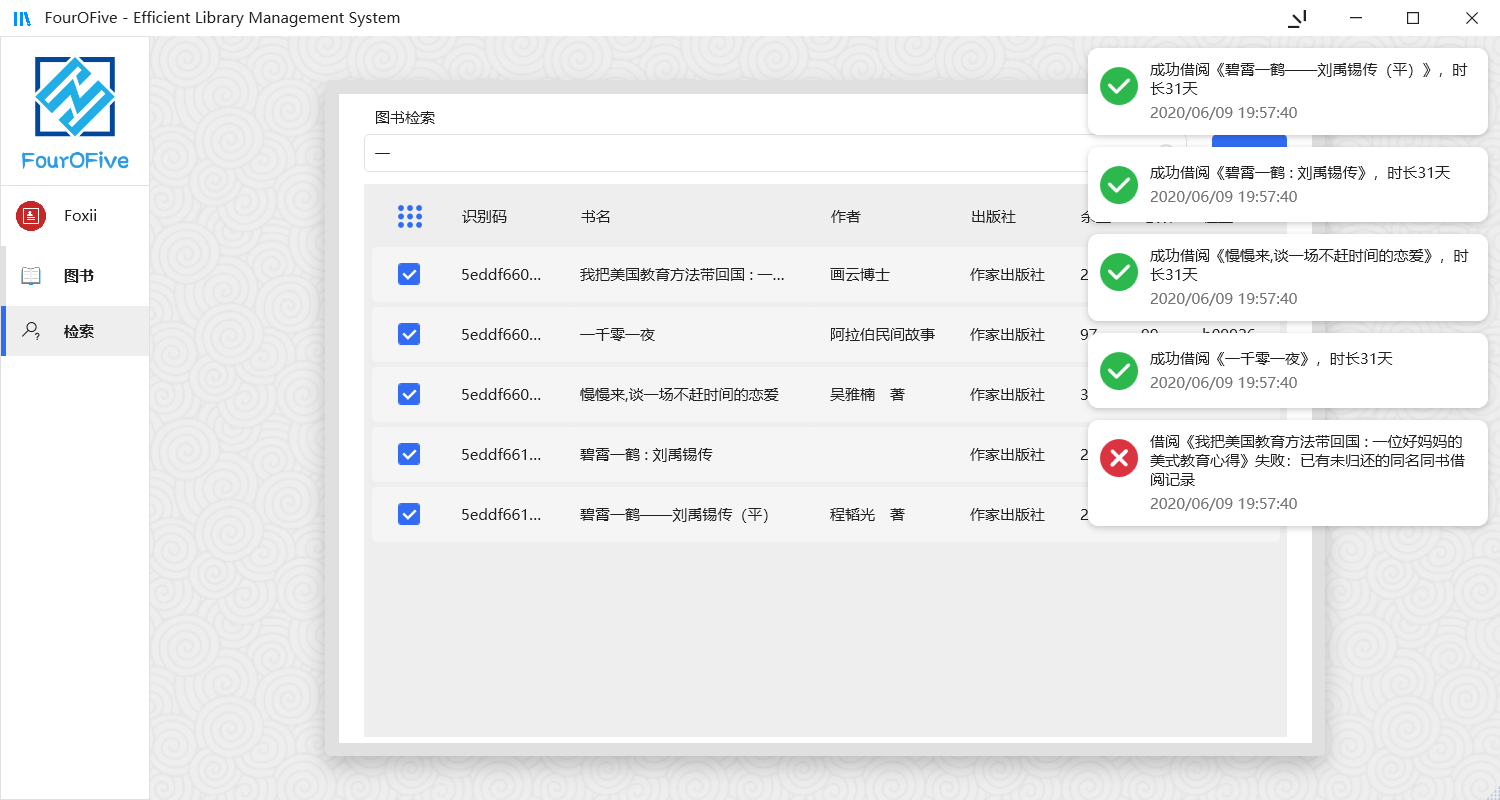 FourOFive - Efficient Library Management System
FourOFive
Foxii
图书
检索
图书检索
一
识别码 书名 作者 出版社
5eddf660... 我把美国教育方法带回国 : 一... 画云博士 作家出版社 2
5eddf660... 一千零一夜 阿拉伯民间故事 作家出版社 97
5eddf660... 慢慢来,谈一场不赶时间的恋爱 吴雅楠 著 作家出版社 3
5eddf661... 碧霄一鹤 : 刘禹锡传 作家出版社 2
5eddf661... 碧霄一鹤——刘禹锡传（平） 程韬光 著 作家出版社 2
成功借阅《碧霄一鹤——刘禹锡传（平）》，时
长31天
2020/06/09 19:57:40
成功借阅《碧霄一鹤 : 刘禹锡传》，时长31天
2020/06/09 19:57:40
成功借阅《慢慢来,谈一场不赶时间的恋爱》，时
长31天
2020/06/09 19:57:40
成功借阅《一千零一夜》，时长31天
2020/06/09 19:57:40
借阅《我把美国教育方法带回国 : 一位好妈妈的
美式教育心得》失败：已有未归还的同名同书借
阅记录
2020/06/09 19:57:40